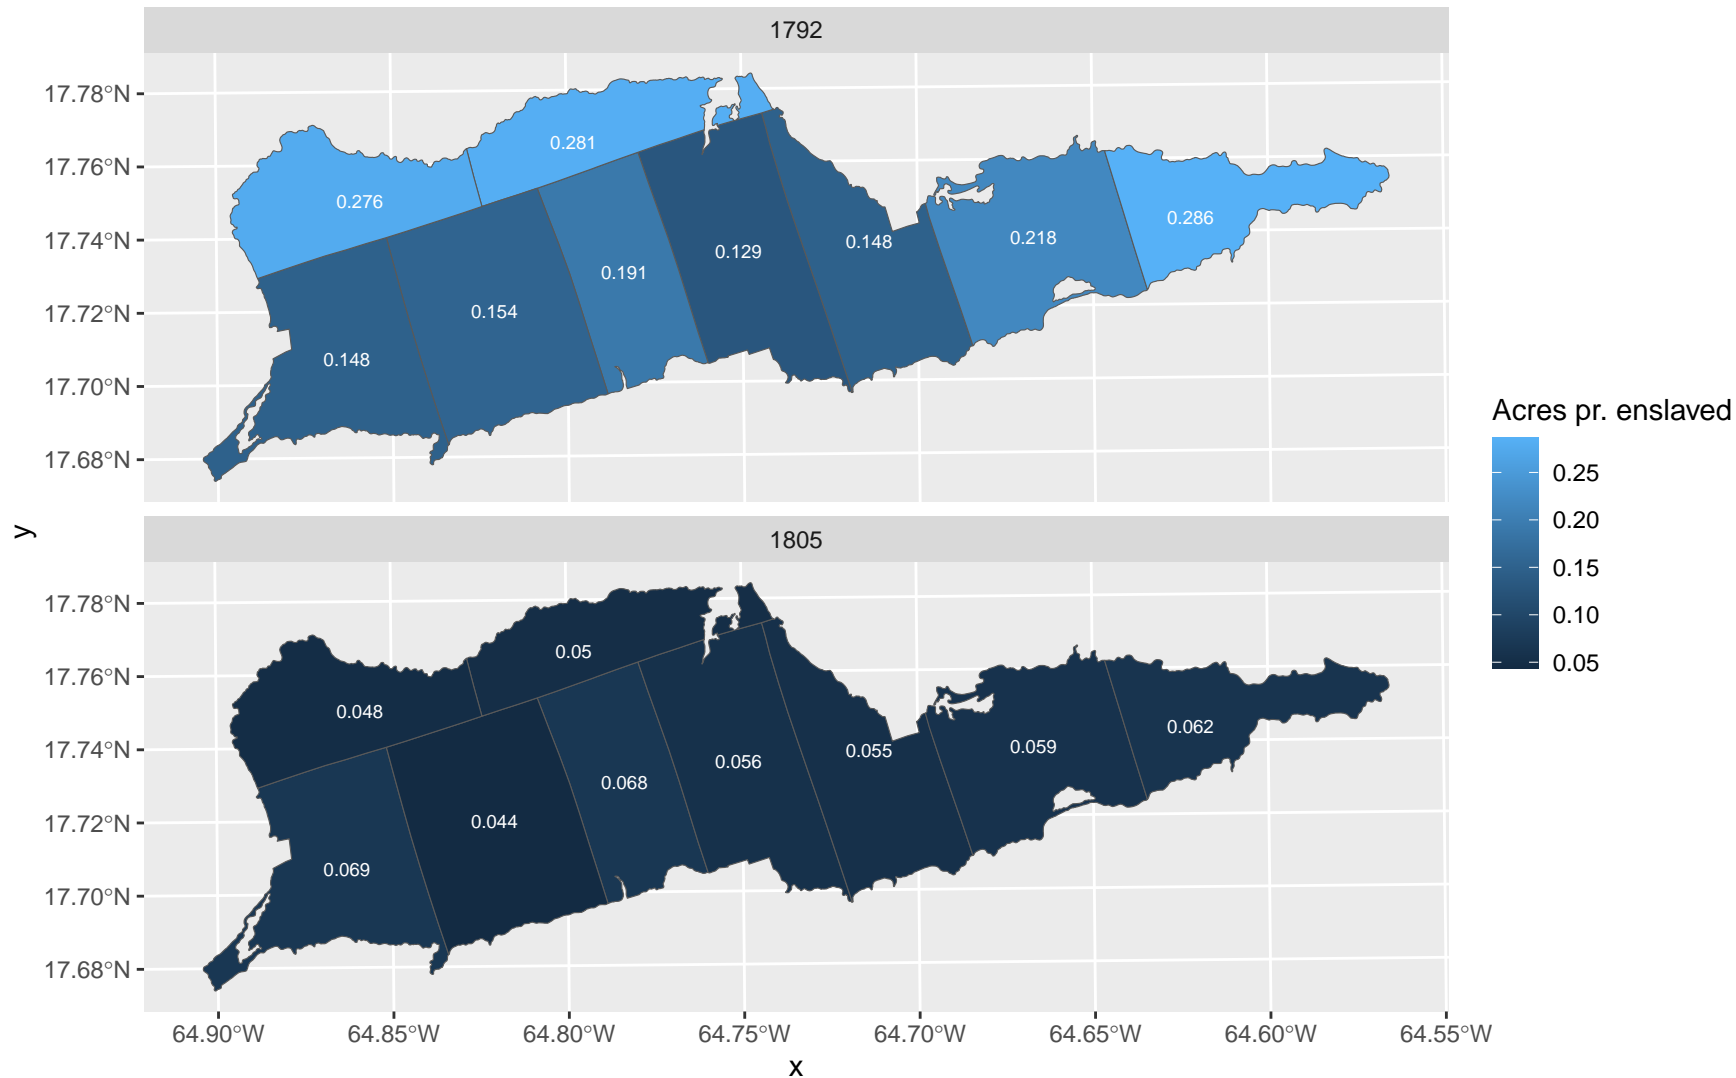 1792
17.78°N
17.76°N
17.74°N
17.72°N
17.70°N
17.68°N
0.281
0.276
0.286
0.218
0.148
0.129
0.191
0.154
0.148
y
1805
17.78°N
17.76°N
17.74°N
17.72°N
17.70°N
17.68°N
0.05
0.048
0.062
0.059
0.055
0.056
0.068
0.044
0.069
64.90°W 64.85°W 64.80°W 64.75°W 64.70°W 64.65°W 64.60°W 64.55°W
x
Acres pr. enslaved
0.25
0.20
0.15
0.10
0.05